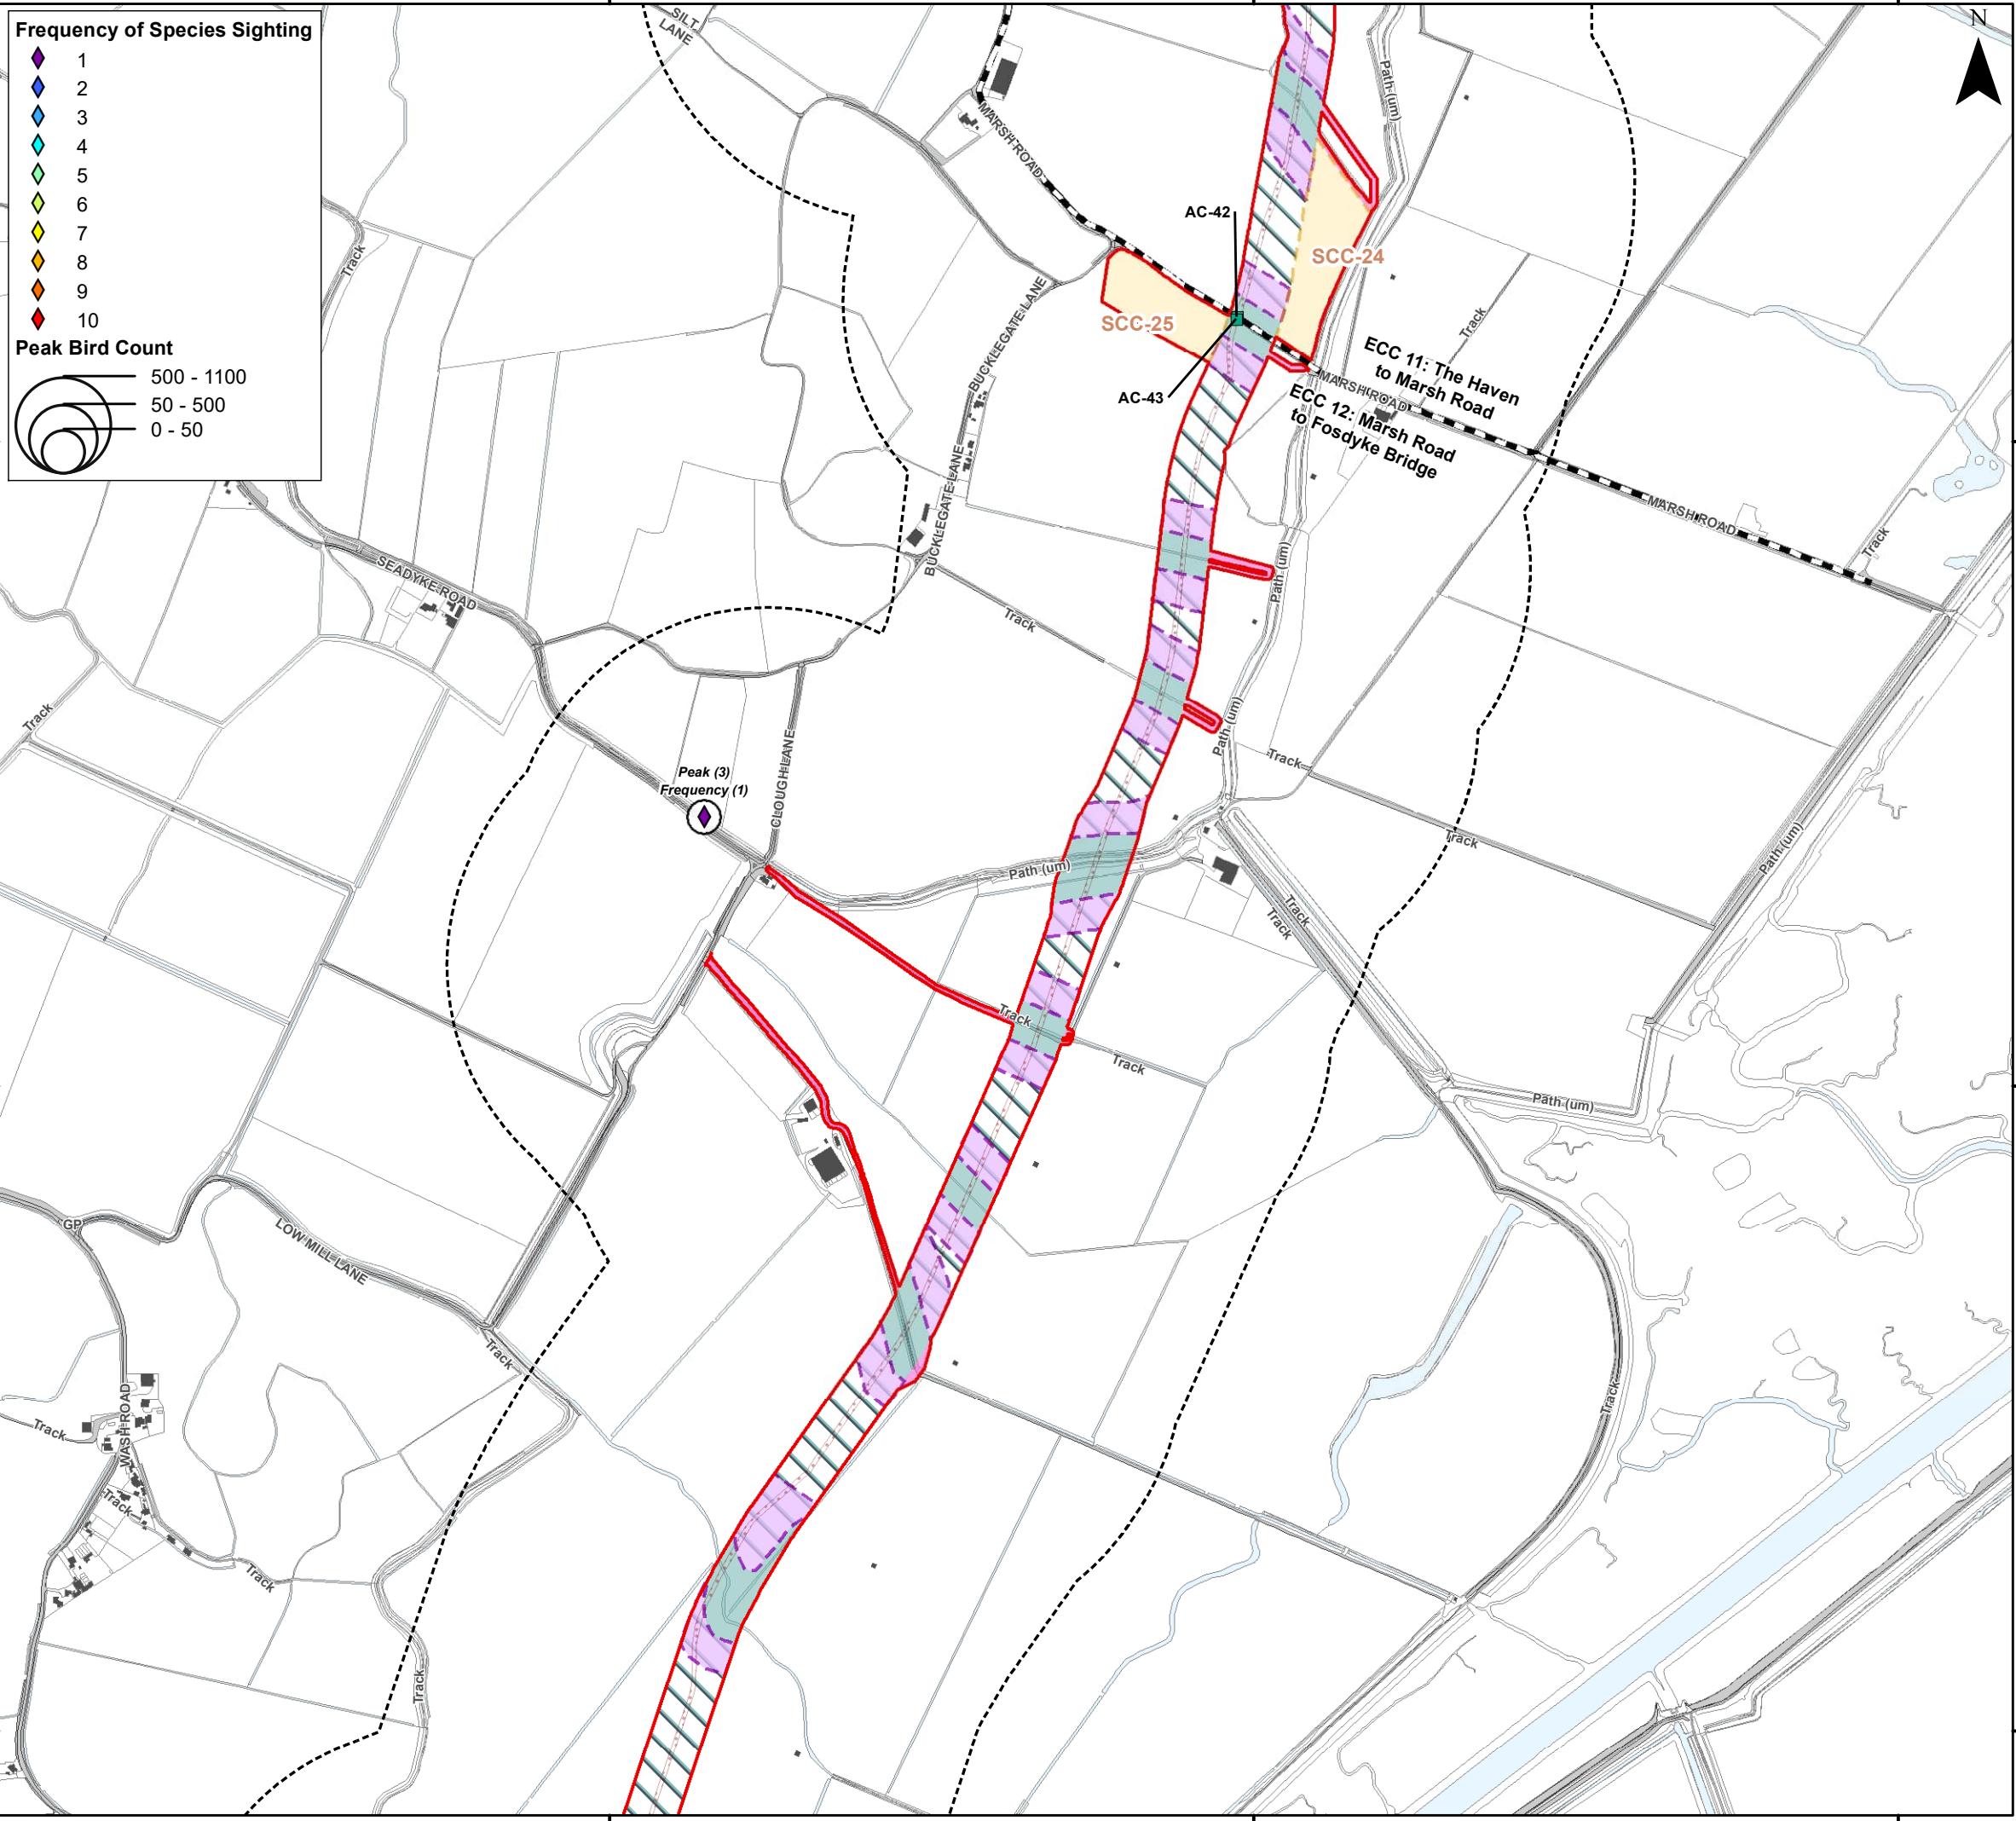 Frequency of Species Sighting
1
2
3
4
5
6
7
8
9
10
Peak Bird Count
500 - 1100
50 - 500
0 - 50
N
SILT
LANE
MARSH ROAD
Path (um)
Track
AC-42
SCC-24
SCC-25
BUCKLEGATE LANE
Track
ECC 11: The Haven
to Marsh Road
MARSH ROAD
AC-43
ECC 12: Marsh Road
to Fosdyke Bridge
BUCKLEGATE LANE
MARSH ROAD
Track
SEADYKE ROAD
Path (um)
Track
Track
Path (um)
Track
CLOUGH LANE
Peak (3)
Frequency (1)
Track
Path (um)
Path (um)
Track
Track
Track
Track
Path (um)
GP
LOW MILL LANE
Track
Track
WASH ROAD
Track
Track
Track
Track